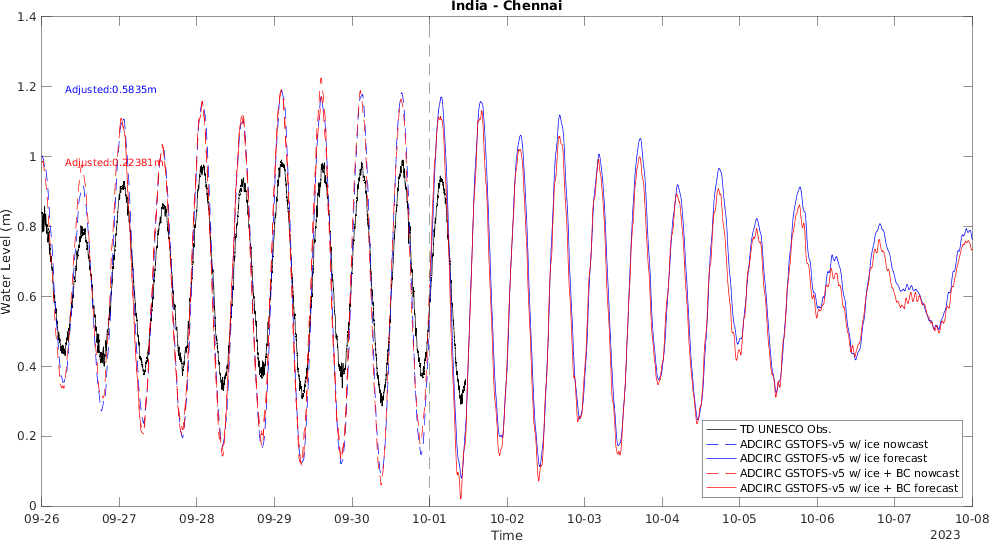 India - Chennai
1.4
1.2
1
0.8
0.6
0.4
0.2
0
Water Level (m)
Adjusted:0.5835m
Adjusted:0.22381m
TD UNESCO Obs.
ADCIRC GSTOFS-v5 w/ ice nowcast
ADCIRC GSTOFS-v5 w/ ice forecast
ADCIRC GSTOFS-v5 w/ ice + BC nowcast
ADCIRC GSTOFS-v5 w/ ice + BC forecast
09-26 09-27 09-28 09-29 09-30 10-01 10-02 10-03 10-04 10-05 10-06 10-07 10-08
Time
2023